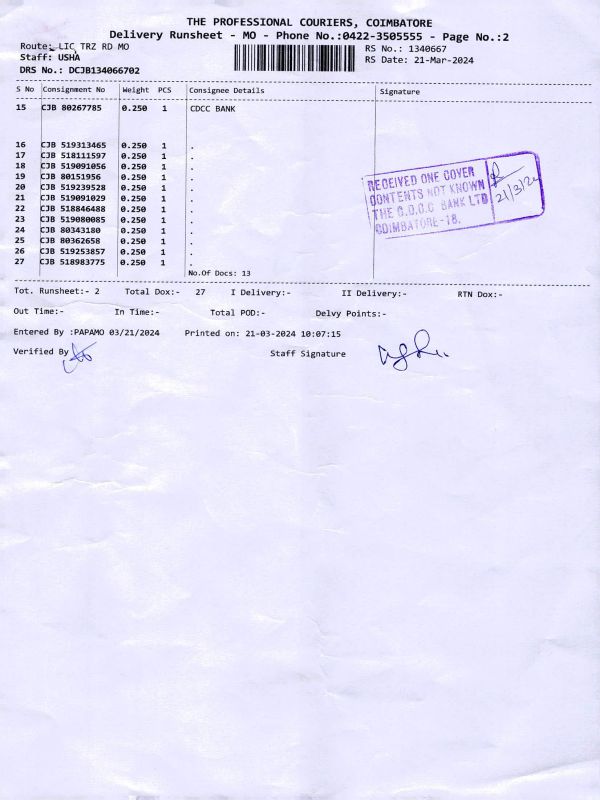 THE PROFESSIONAL COURIERS, COIMBATORE
Delivery Runsheet - MO - Phone No.:0422-3505555 - Page No.:2
Route: LIC TRZ RD MO RS No.: 1340667
Staff: USHA RS Date: 21-Mar-2024
DRS No.: DCJB134066702
S No Consignment No Weight PCS Consignee Details Signature
15 CJB 80267785 0.250 1 CDCC BANK
16 CJB 519313465 0.250 1 .
17 CJB 518111597 0.250 1 .
18 CJB 519091056 0.250 1 .
19 CJB 80151956 0.250 1 .
20 CJB 519239528 0.250 1 .
21 CJB 519091029 0.250 1 .
22 CJB 518846488 0.250 1 .
23 CJB 519080085 0.250 1 .
24 CJB 80343180 0.250 1 .
25 CJB 80362658 0.250 1 .
26 CJB 519253857 0.250 1 .
27 CJB 518983775 0.250 1 .
RECEIVED ONE COVER
CONTENTS NOT KNOWN
THE C.D.C.C BANK LTD
COIMBATORE-18.
21/3/24
No.Of Docs: 13
Tot. Runsheet:- 2 Total Dox:- 27 I Delivery:- II Delivery:- RTN Dox:-
Out Time:- In Time:- Total POD:- Delvy Points:-
Entered By :PAPAMO 03/21/2024 Printed on: 21-03-2024 10:07:15
Verified By Staff Signature